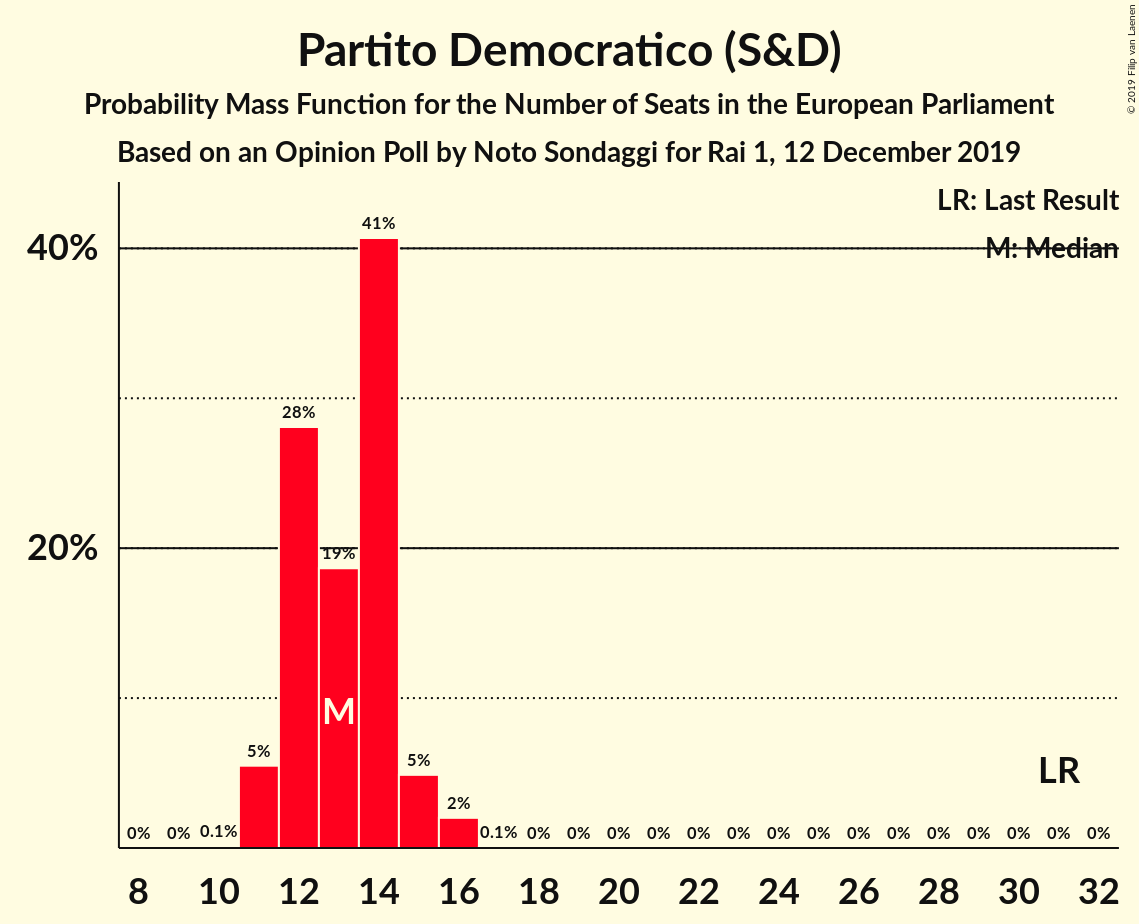 Partito Democratico (S&D)
Probability Mass Function for the Number of Seats in the European Parliament
Based on an Opinion Poll by Noto Sondaggi for Rai 1, 12 December 2019
© 2019 Filip van Laenen
LR: Last Result
M: Median
40%
20%
0% 0% 0.1% 5% 28% 19% 41% 5% 2% 0.1% 0% 0% 0% 0% 0% 0% 0% 0% 0% 0% 0% 0% 0% 0% 0%
M
LR
8 10 12 14 16 18 20 22 24 26 28 30 32